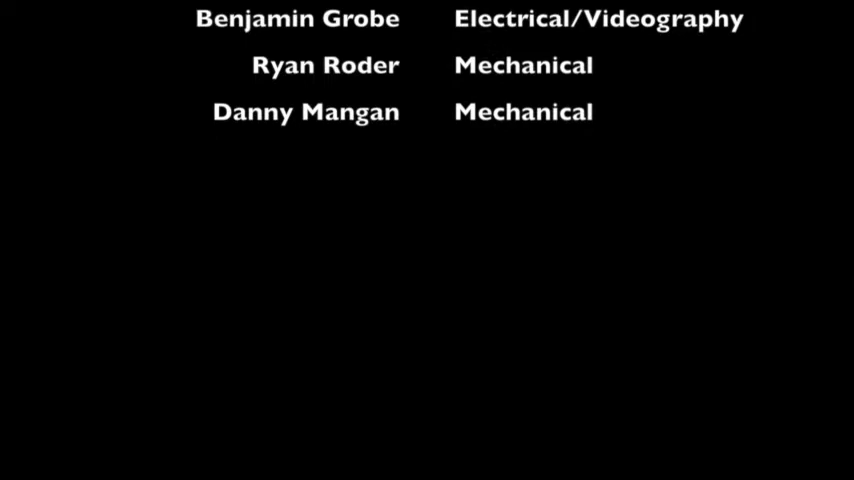 Benjamin Grobe Electrical/Videography
Ryan Roder Mechanical
Danny Mangan Mechanical